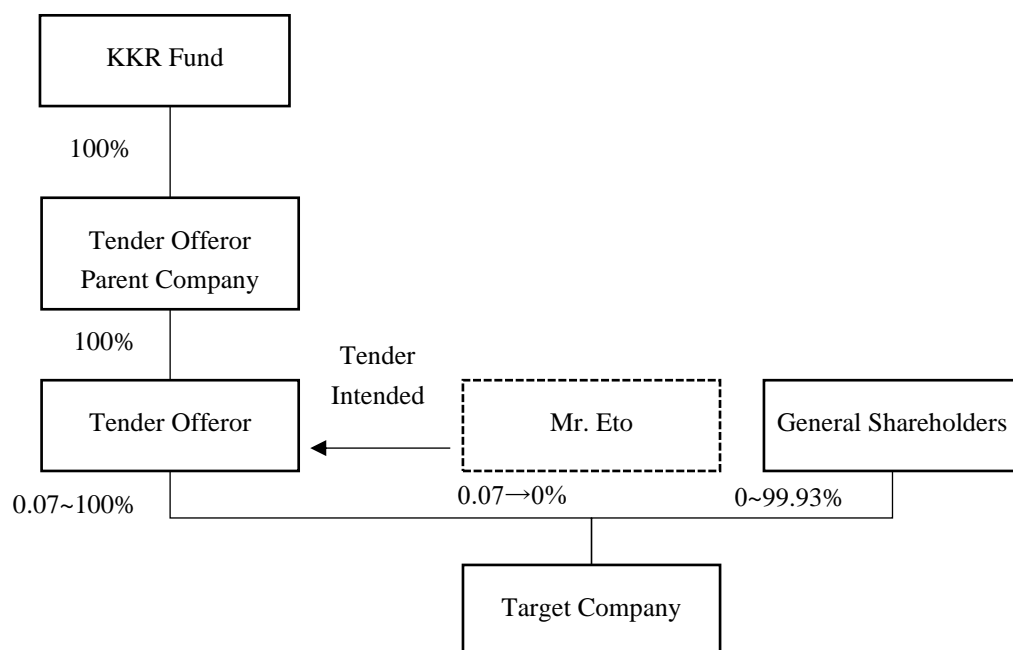 KKR Fund
100%
Tender Offeror
Parent Company
100%
Tender
Intended
Tender Offeror
Mr. Eto
General Shareholders
0.07~100%
0.07→0%
0~99.93%
Target Company